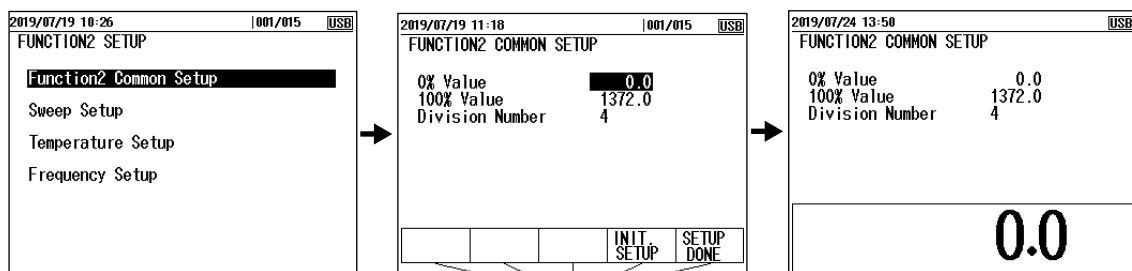 2019/07/19 10:26 |001/015 USB
FUNCTION2 SETUP
Function2 Common Setup
Sweep Setup
Temperature Setup
Frequency Setup
2019/07/19 11:18 |001/015 USB
FUNCTION2 COMMON SETUP
0% Value 0.0
100% Value 1372.0
Division Number 4
INIT. SETUP
SETUP DONE
2019/07/24 13:50 USB
FUNCTION2 COMMON SETUP
0% Value 0.0
100% Value 1372.0
Division Number 4
0.0